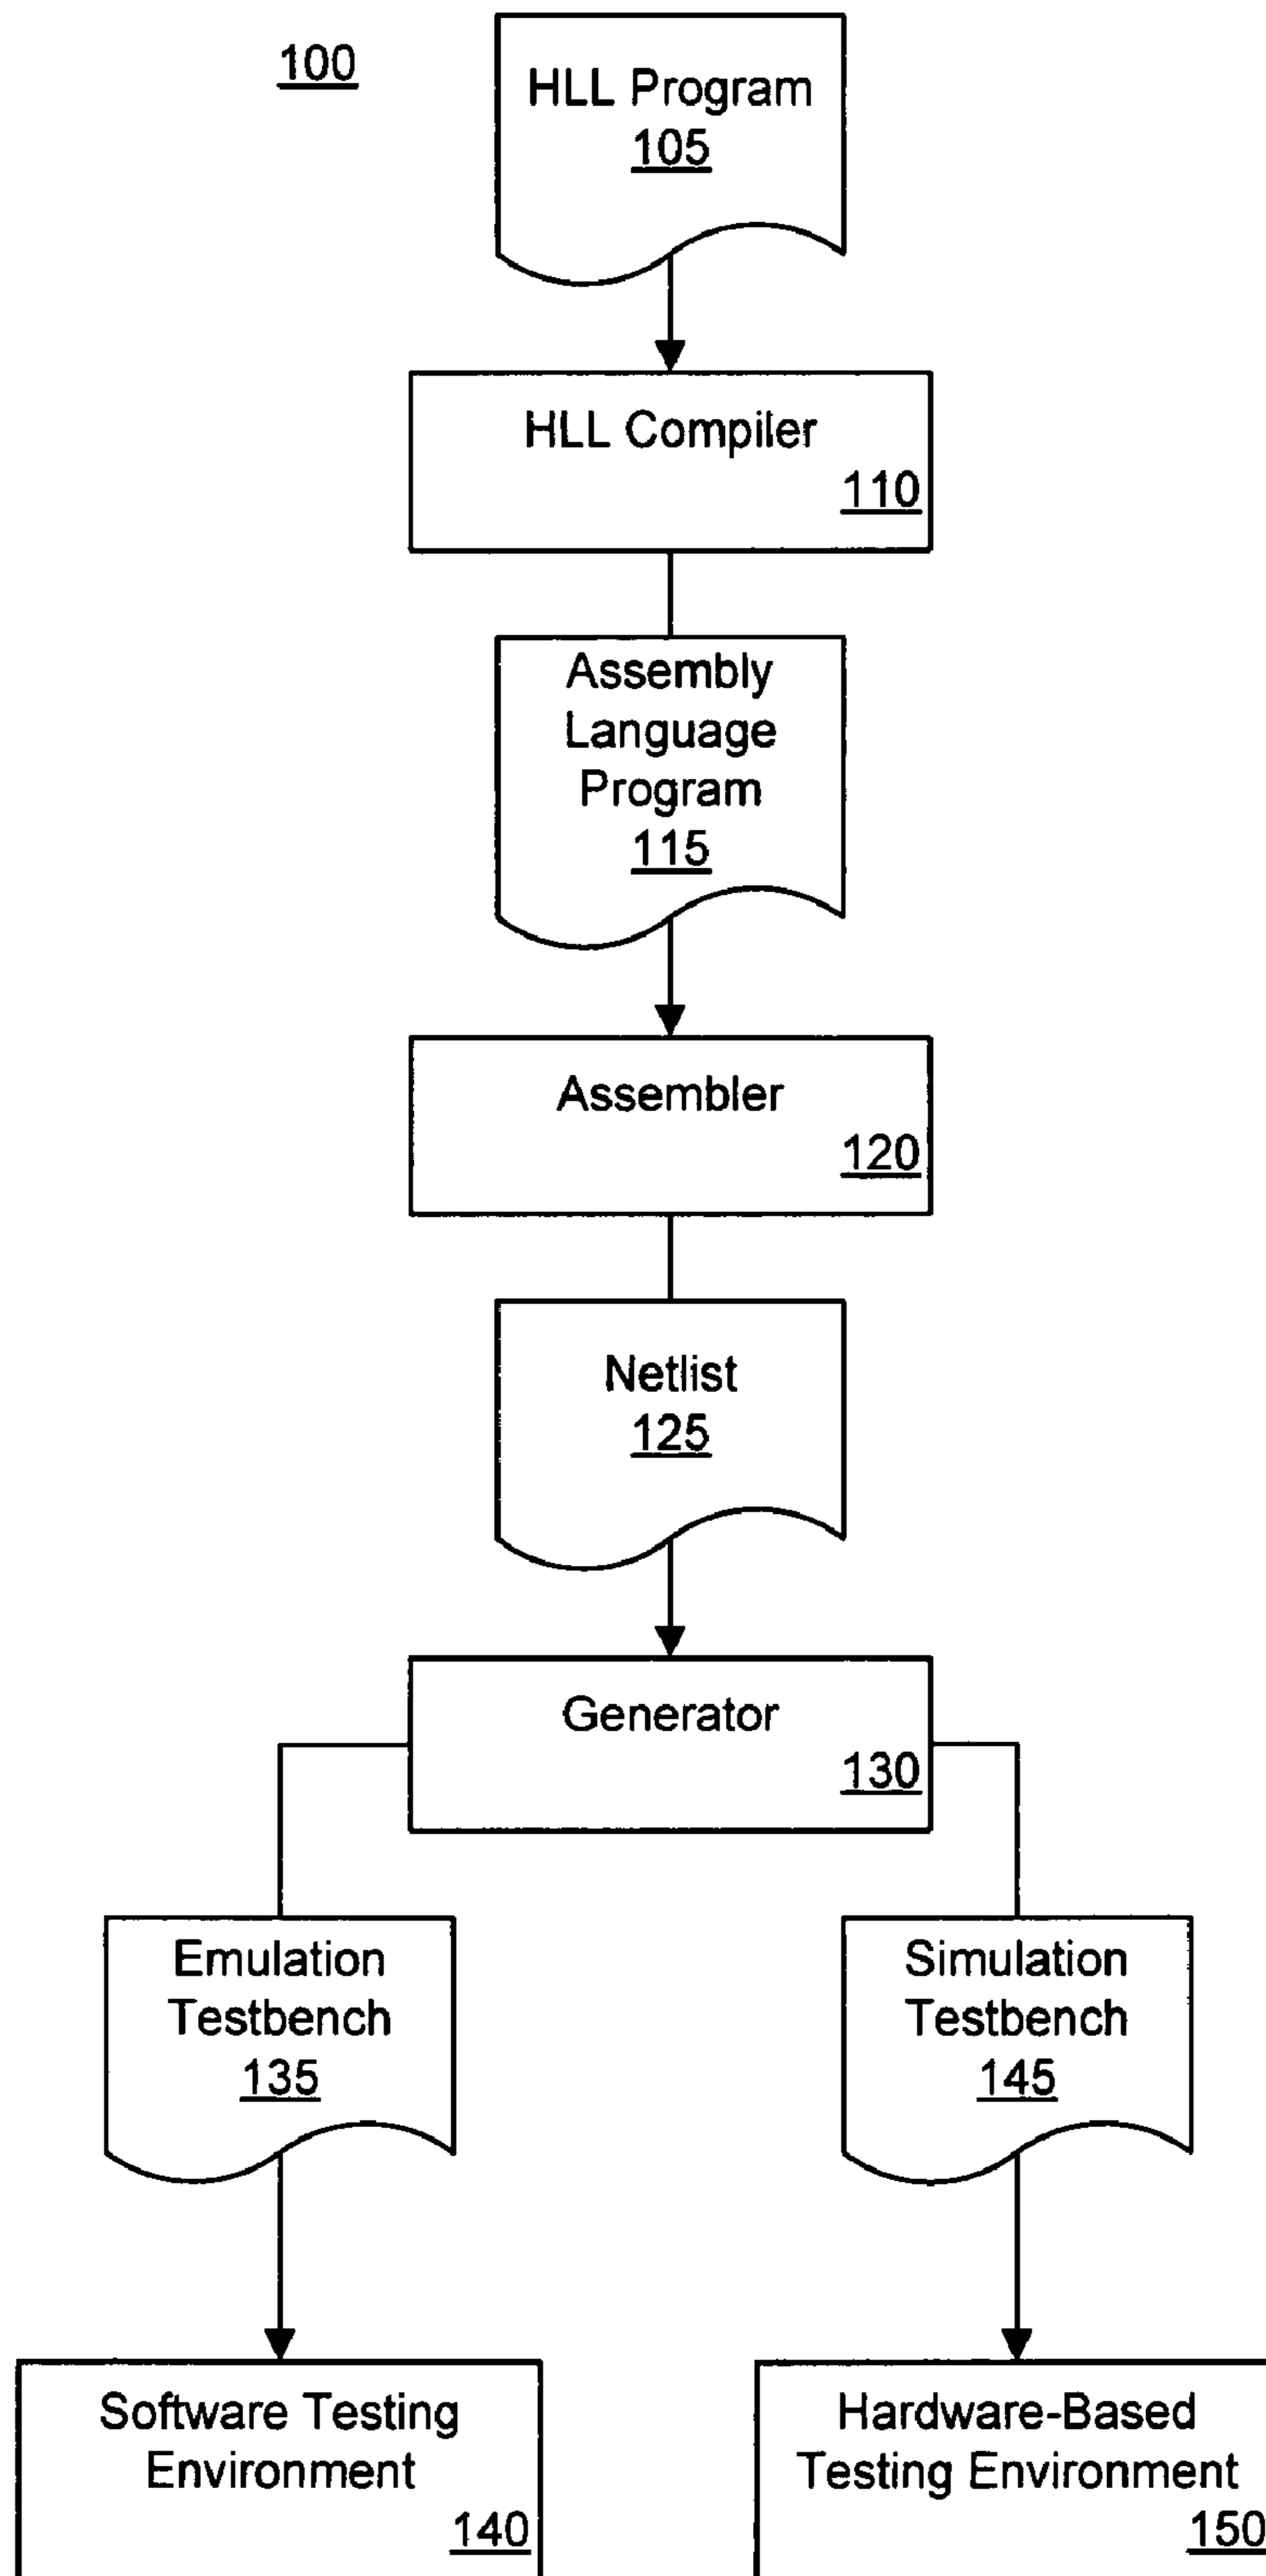 100
HLL Program
105
HLL Compiler
110
Assembly
Language
Program
115
Assembler
120
Netlist
125
Generator
130
Emulation
Testbench
135
Simulation
Testbench
145
Software Testing
Environment
140
Hardware-Based
Testing Environment
150